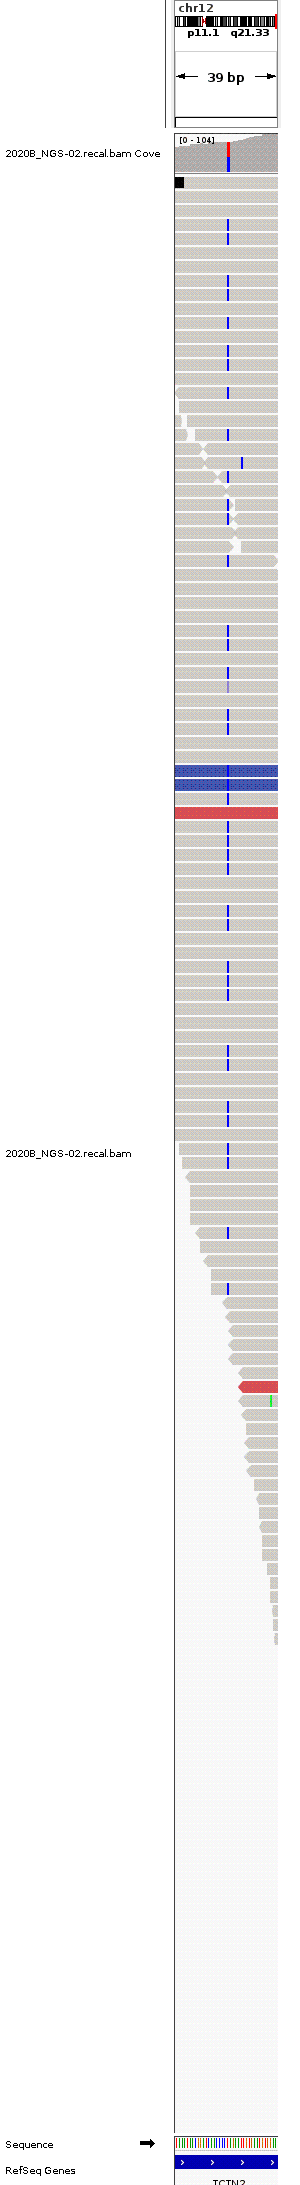 chr12
p11.1 q21.33
39 bp
[0 - 104]
2020B_NGS-02.recal.bam Cove
2020B_NGS-02.recal.bam
Sequence
RefSeq Genes
TCTN2